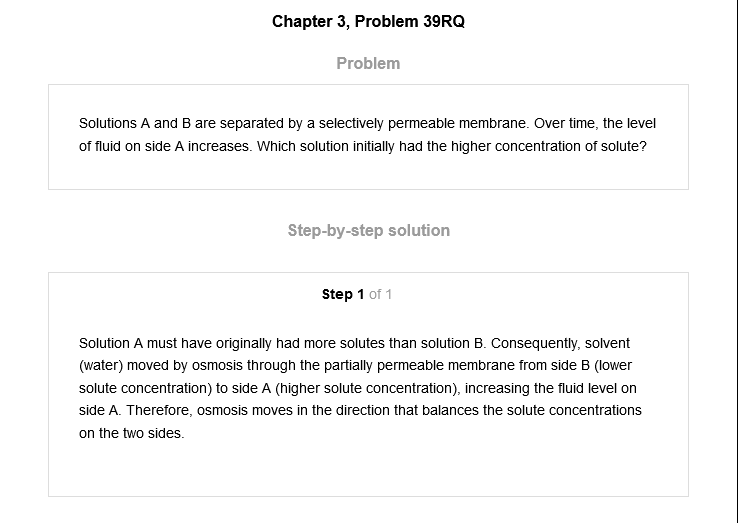 Chapter 3, Problem 39RQ
Problem
Solutions A and B are separated by a selectively permeable membrane. Over time, the level
of fluid on side A increases. Which solution initially had the higher concentration of solute?
Step-by-step solution
Step 1 of 1
Solution A must have originally had more solutes than solution B. Consequently, solvent
(water) moved by osmosis through the partially permeable membrane from side B (lower
solute concentration) to side A (higher solute concentration), increasing the fluid level on
side A. Therefore, osmosis moves in the direction that balances the solute concentrations
on the two sides.